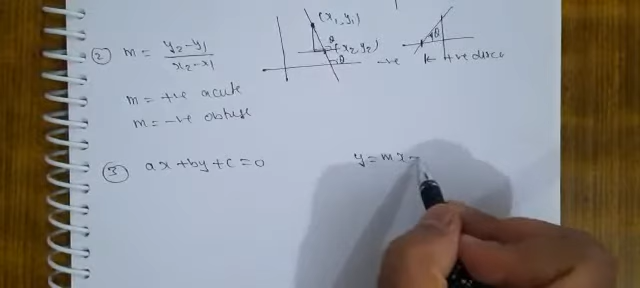 (x₁, y₁)
② m = y₂-y₁ / x₂-x₁
θ
(x₂, y₂)
θ
θ
-ve
+ve
m = +ve acute
m = -ve obtuse
③ ax+by+c=0
y=mx